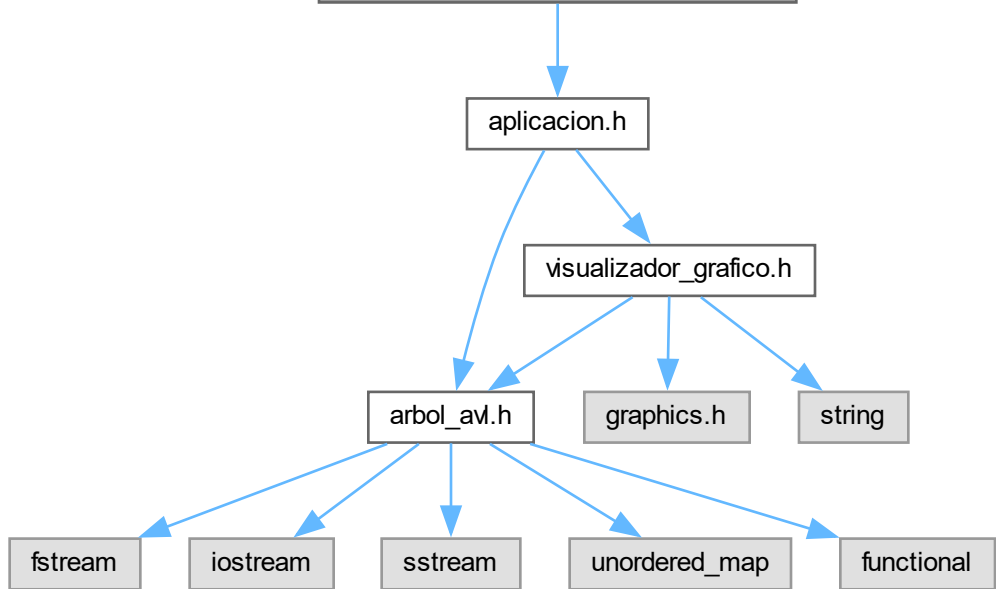 aplicacion.h
visualizador_grafico.h
arbol_avl.h
graphics.h
string
fstream
iostream
sstream
unordered_map
functional